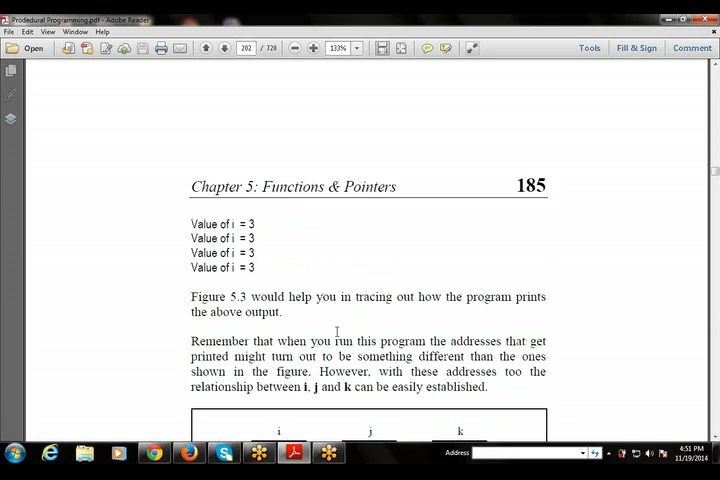 Prodedural Programming.pdf - Adobe Reader
File Edit View Window Help
Open 202 / 728 133% Tools Fill & Sign Comment
Chapter 5: Functions & Pointers 185
Value of i = 3
Value of i = 3
Value of i = 3
Value of i = 3
Figure 5.3 would help you in tracing out how the program prints
the above output.
Remember that when you run this program the addresses that get
printed might turn out to be something different than the ones
shown in the figure. However, with these addresses too the
relationship between i, j and k can be easily established.
i j k
Address
4:51 PM
11/19/2014